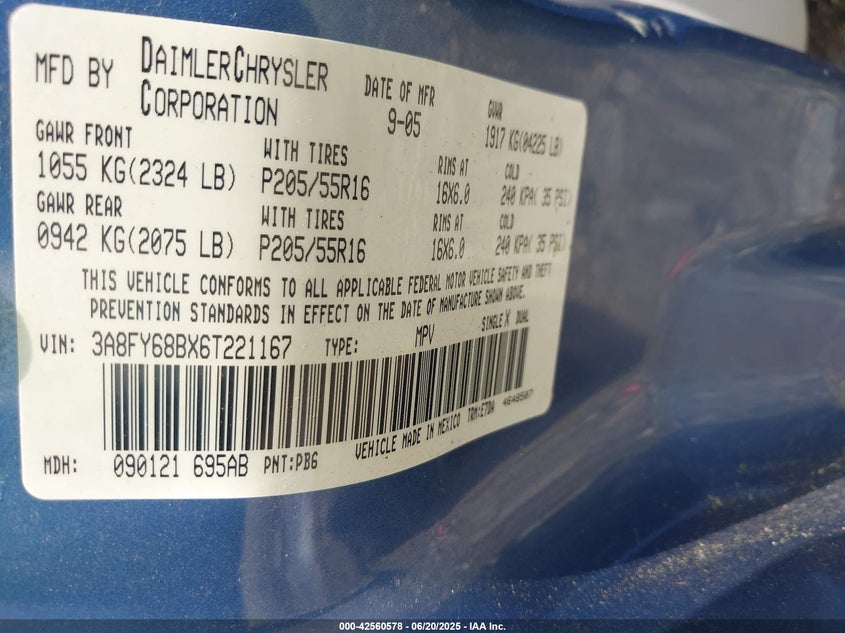 MFD BY DAIMLERCHRYSLER CORPORATION DATE OF MFR 9-05 GVWR 1917 KG(04225 LB)
GAWR FRONT WITH TIRES RIMS AT COLD
1055 KG(2324 LB) P205/55R16 16X6.0 240 KPA( 35 PSI)
GAWR REAR WITH TIRES RIMS AT COLD
0942 KG(2075 LB) P205/55R16 16X6.0 240 KPA( 35 PSI)
THIS VEHICLE CONFORMS TO ALL APPLICABLE FEDERAL MOTOR VEHICLE SAFETY AND THEFT
PREVENTION STANDARDS IN EFFECT ON THE DATE OF MANUFACTURE SHOWN ABOVE.
VIN: 3A8FY68BX6T221167 TYPE: MPV SINGLE X DUAL
MDH: 090121 695AB PNT:PB6 VEHICLE MADE IN MEXICO TRM:E7DA 4648507
000-42560578 / 06/20/2025 / IAA Inc.